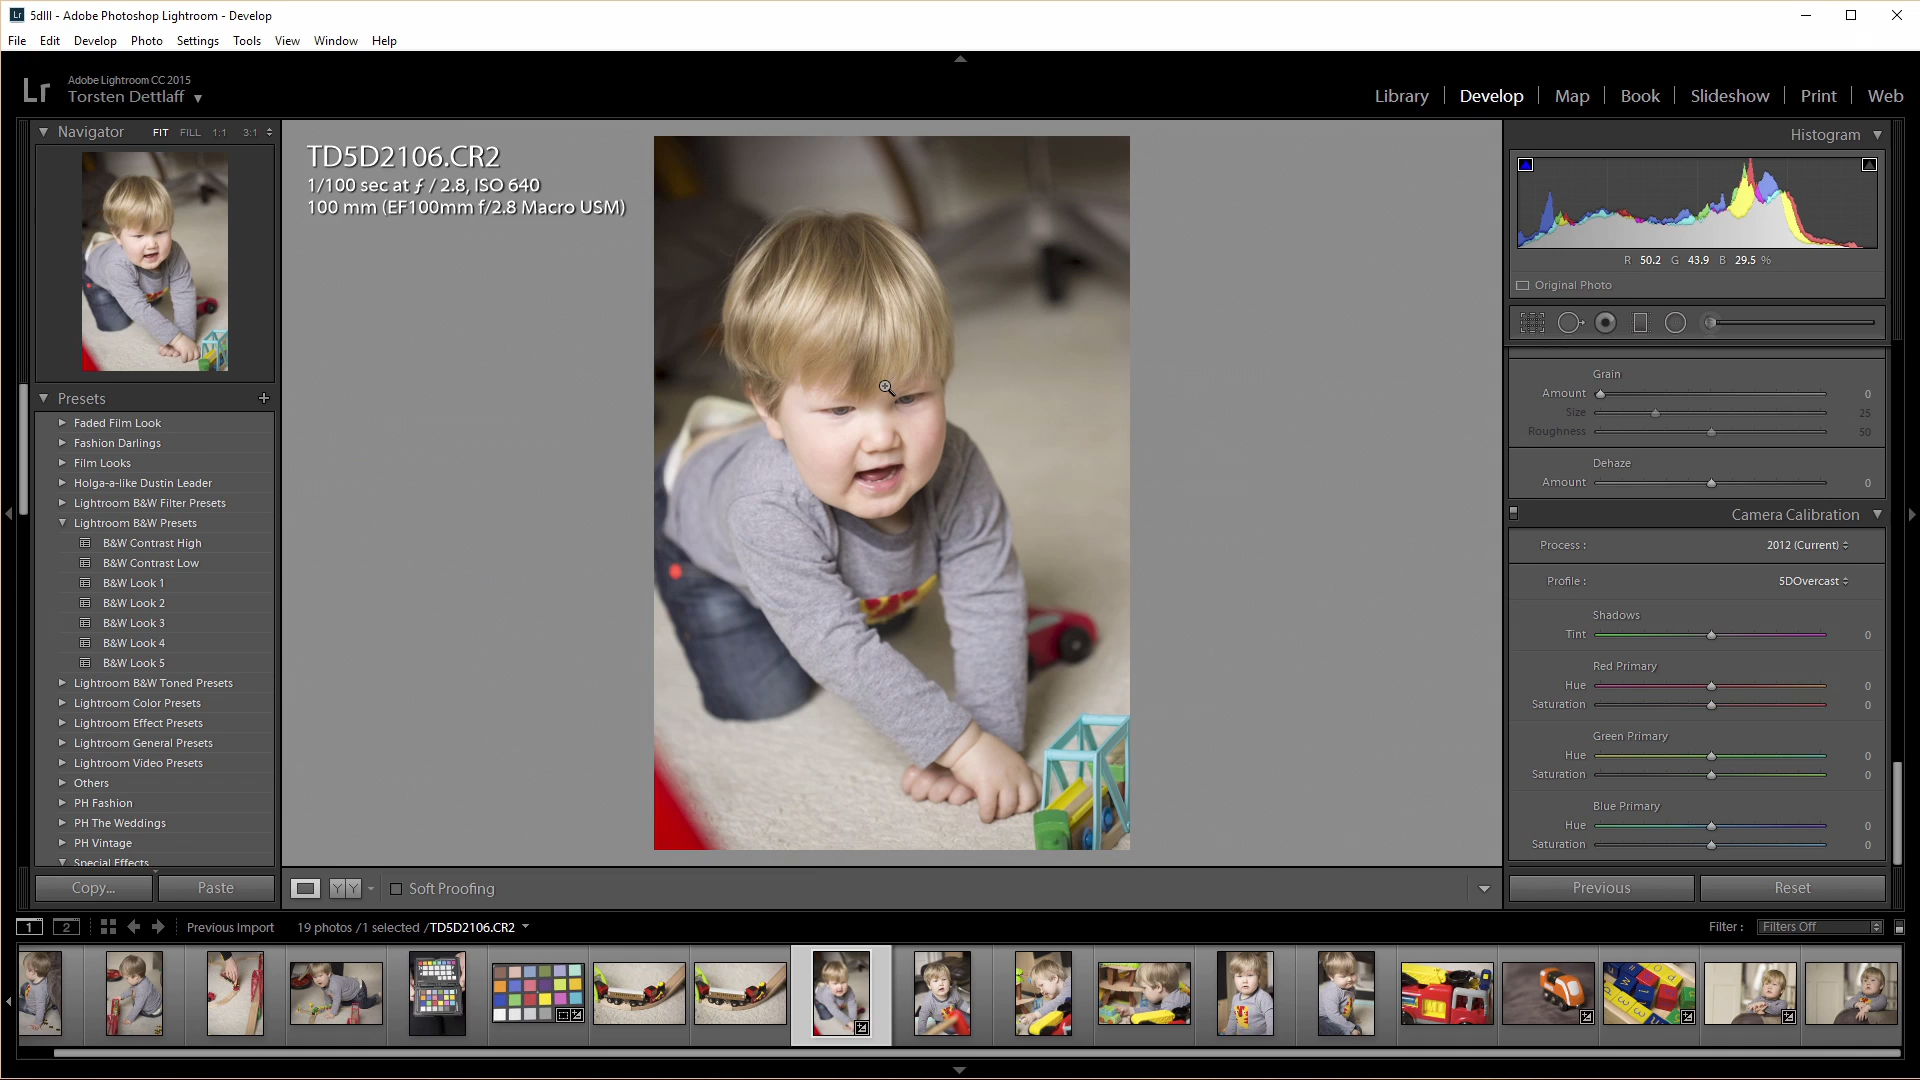 5dIII - Adobe Photoshop Lightroom - Develop
File Edit Develop Photo Settings Tools View Window Help
Lr Adobe Lightroom CC 2015
Torsten Dettlaff
Library Develop Map Book Slideshow Print Web
Navigator FIT FILL 1:1 3:1
TD5D2106.CR2
1/100 sec at ƒ / 2.8, ISO 640
100 mm (EF100mm f/2.8 Macro USM)
Presets +
Faded Film Look
Fashion Darlings
Film Looks
Holga-a-like Dustin Leader
Lightroom B&W Filter Presets
Lightroom B&W Presets
B&W Contrast High
B&W Contrast Low
B&W Look 1
B&W Look 2
B&W Look 3
B&W Look 4
B&W Look 5
Lightroom B&W Toned Presets
Lightroom Color Presets
Lightroom Effect Presets
Lightroom General Presets
Lightroom Video Presets
Others
PH Fashion
PH The Weddings
PH Vintage
Special Effects
Copy... Paste
Histogram
R 50.2 G 43.9 B 29.5 %
Original Photo
Grain
Amount 0
Size 25
Roughness 50
Dehaze
Amount 0
Camera Calibration
Process : 2012 (Current)
Profile : 5DOvercast
Shadows
Tint 0
Red Primary
Hue 0
Saturation 0
Green Primary
Hue 0
Saturation 0
Blue Primary
Hue 0
Saturation 0
Previous Reset
YY Soft Proofing
1 2 Previous Import 19 photos /1 selected /TD5D2106.CR2
Filter : Filters Off